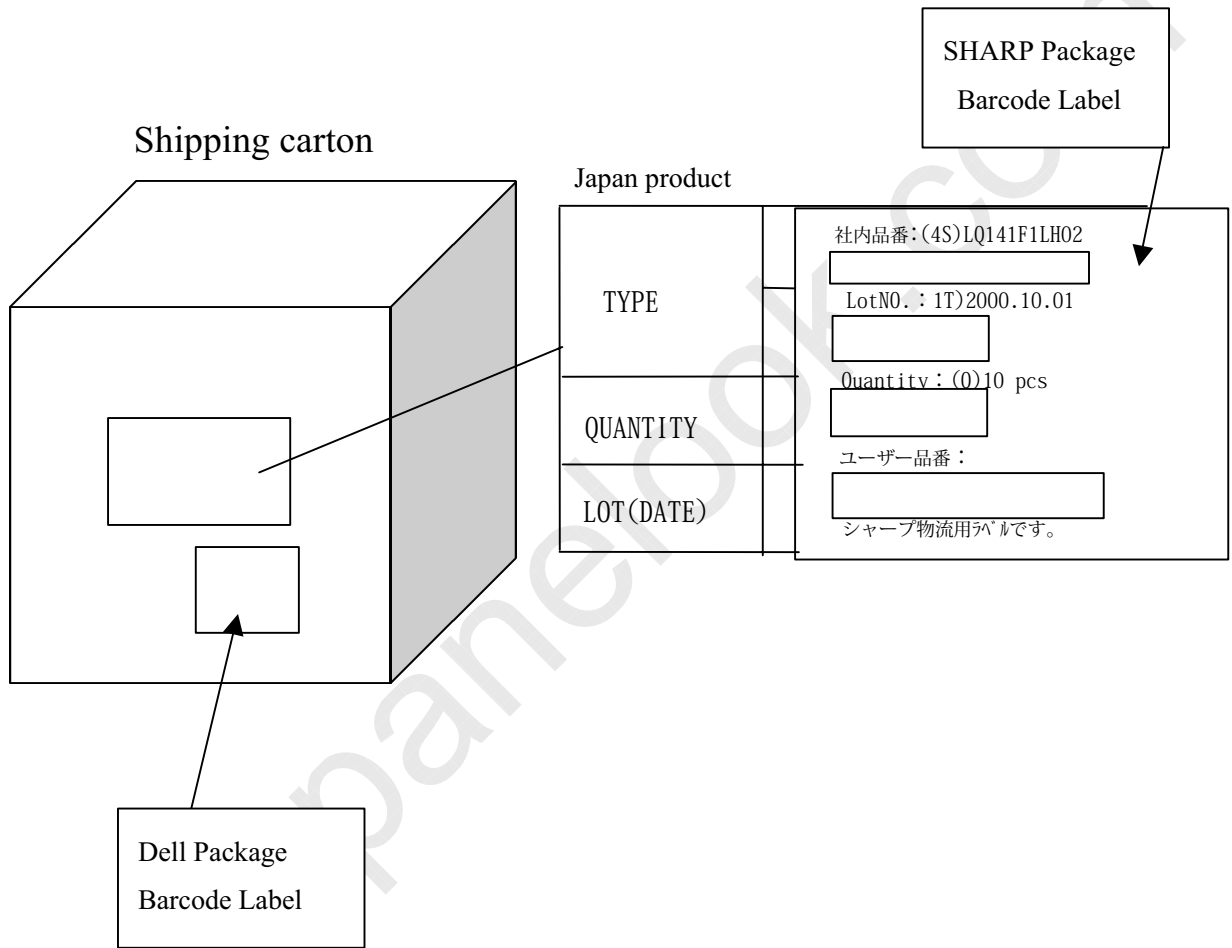 SHARP Package
Barcode Label
Shipping carton
Japan product
TYPE
QUANTITY
LOT(DATE)
社内品番:(4S)LQ141F1LH02
LotNO.：1T)2000.10.01
Quantity：(Q)10 pcs
ユーザー品番：
シャープ物流用ﾗﾍﾞﾙです。
Dell Package
Barcode Label
panelook.com